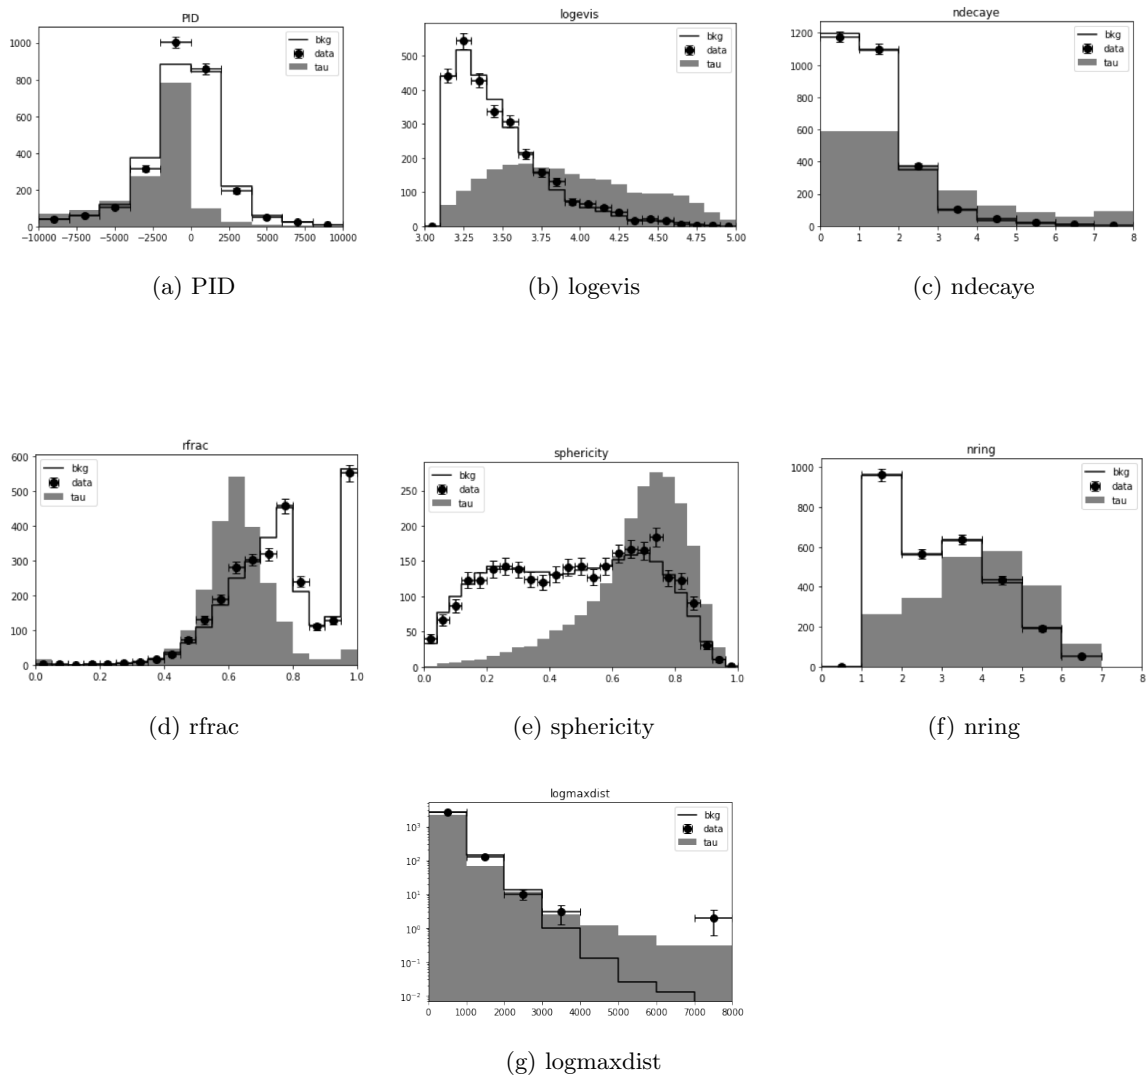 PID
bkg
data
tau
1000
800
600
400
200
0
−10000 −7500 −5000 −2500 0 2500 5000 7500 10000
(a) PID
logevis
bkg
data
tau
500
400
300
200
100
0
3.00 3.25 3.50 3.75 4.00 4.25 4.50 4.75 5.00
(b) logevis
ndecaye
bkg
data
tau
1200
1000
800
600
400
200
0
0 1 2 3 4 5 6 7 8
(c) ndecaye
rfrac
bkg
data
tau
600
500
400
300
200
100
0
0.0 0.2 0.4 0.6 0.8 1.0
(d) rfrac
sphericity
bkg
data
tau
250
200
150
100
50
0
0.0 0.2 0.4 0.6 0.8 1.0
(e) sphericity
nring
bkg
data
tau
1000
800
600
400
200
0
0 1 2 3 4 5 6 7 8
(f) nring
logmaxdist
bkg
data
tau
10³
10²
10¹
10⁰
10⁻¹
10⁻²
0 1000 2000 3000 4000 5000 6000 7000 8000
(g) logmaxdist